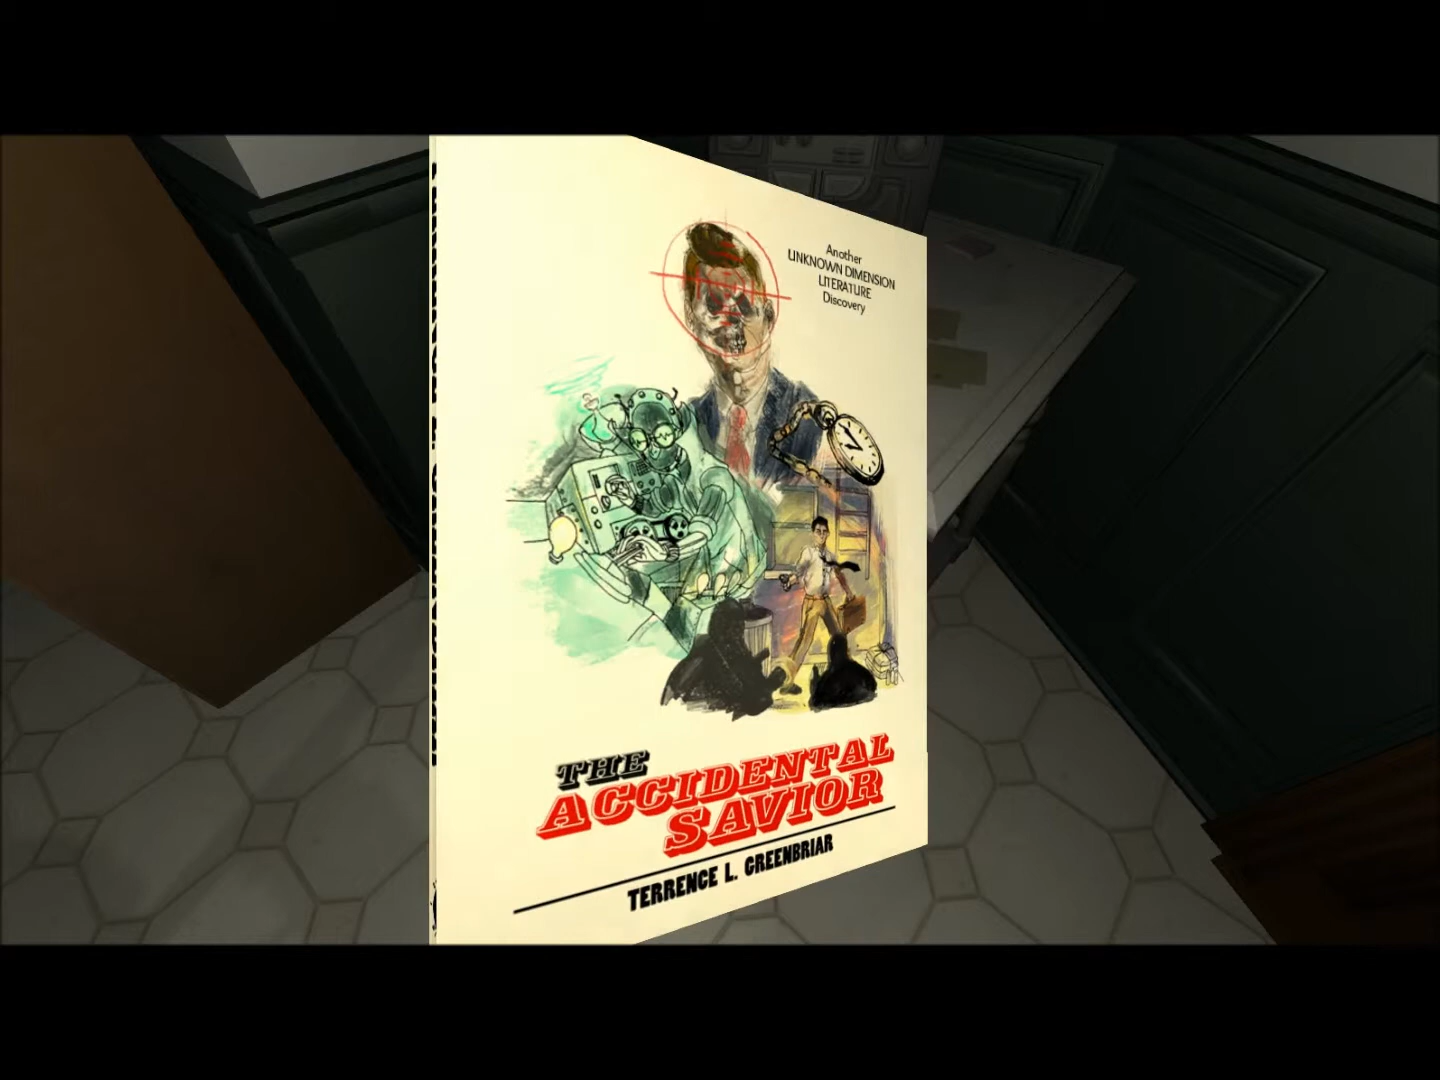 Another
UNKNOWN DIMENSION
LITERATURE
Discovery
THE
ACCIDENTAL
SAVIOR
TERRENCE L. GREENBRIAR